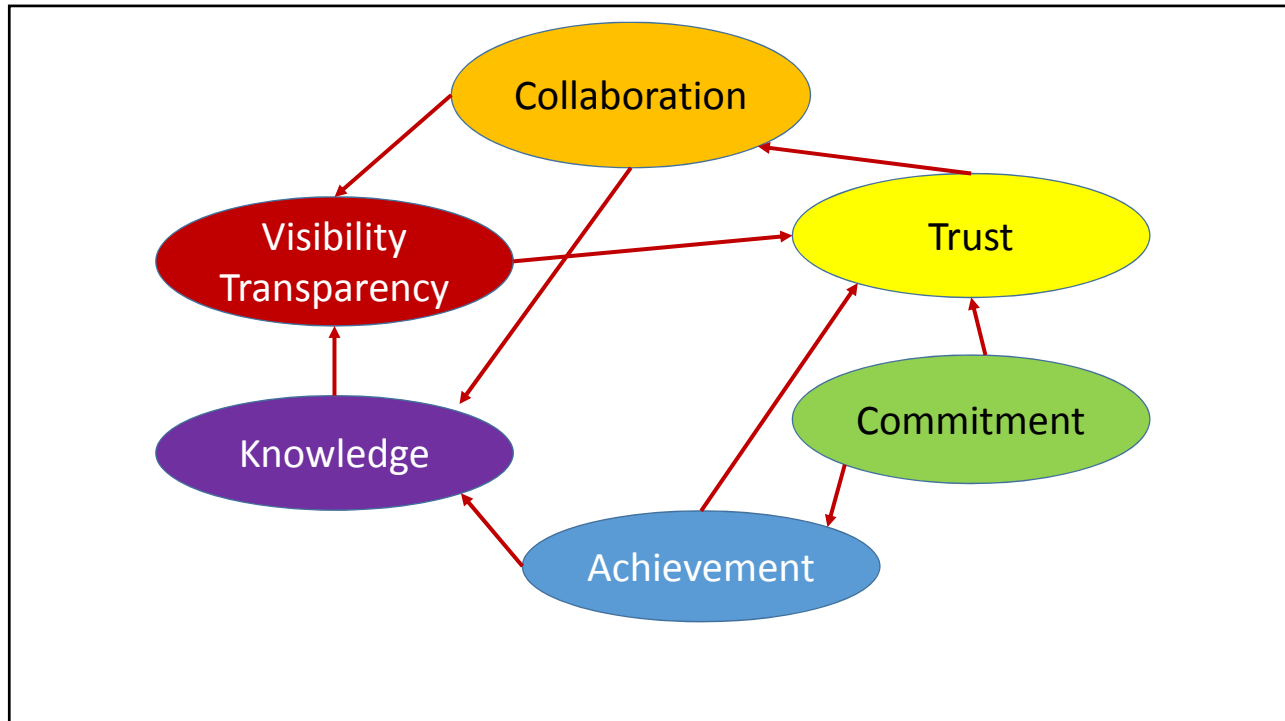 Collaboration
Visibility
Transparency
Trust
Commitment
Knowledge
Achievement